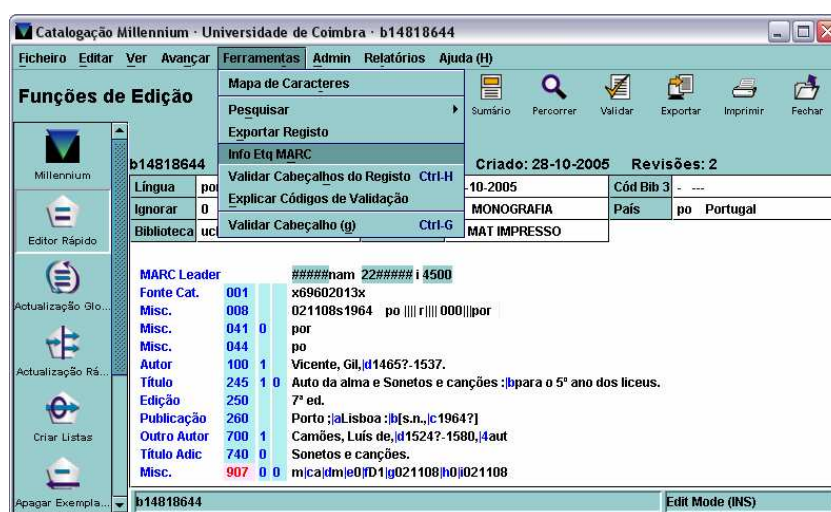 Catalogação Millennium · Universidade de Coimbra · b14818644
Ficheiro Editar Ver Avançar Ferramentas Admin Relatórios Ajuda (H)
Funções de Edição
Mapa de Caracteres
Pesquisar
Exportar Registo
Info Etq MARC
Validar Cabeçalhos do Registo Ctrl-H
Explicar Códigos de Validação
Validar Cabeçalho (g) Ctrl-G
Sumário Percorrer Validar Exportar Imprimir Fechar
Millennium
Editor Rápido
Actualização Glo...
Actualização Rá...
Criar Listas
Apagar Exempla...
b14818644 Criado: 28-10-2005 Revisões: 2
Língua por -10-2005 Cód Bib 3 - ---
Ignorar 0 MONOGRAFIA País po Portugal
Biblioteca ucl MAT IMPRESSO
MARC Leader #####nam 22##### i 4500
Fonte Cat. 001 x69602013x
Misc. 008 021108s1964 po |||| r|||| 000|||por
Misc. 041 0 por
Misc. 044 po
Autor 100 1 Vicente, Gil,|d1465?-1537.
Título 245 1 0 Auto da alma e Sonetos e canções :|bpara o 5º ano dos liceus.
Edição 250 7ª ed.
Publicação 260 Porto ;|aLisboa :|b[s.n.,|c1964?]
Outro Autor 700 1 Camões, Luís de,|d1524?-1580,|4aut
Título Adic 740 0 Sonetos e canções.
Misc. 907 0 0 m|ca|dm|e0|fD1|g021108|h0|i021108
b14818644 Edit Mode (INS)